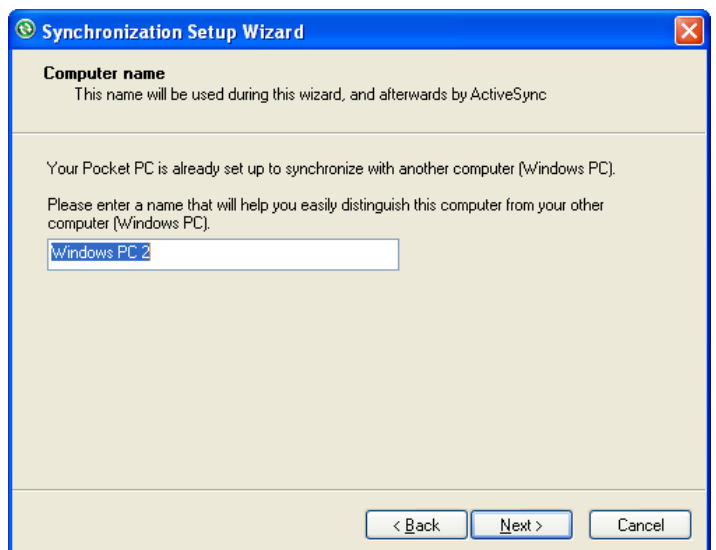 Synchronization Setup Wizard
Computer name
This name will be used during this wizard, and afterwards by ActiveSync
Your Pocket PC is already set up to synchronize with another computer (Windows PC).
Please enter a name that will help you easily distinguish this computer from your other
computer (Windows PC).
Windows PC 2
< Back Next > Cancel